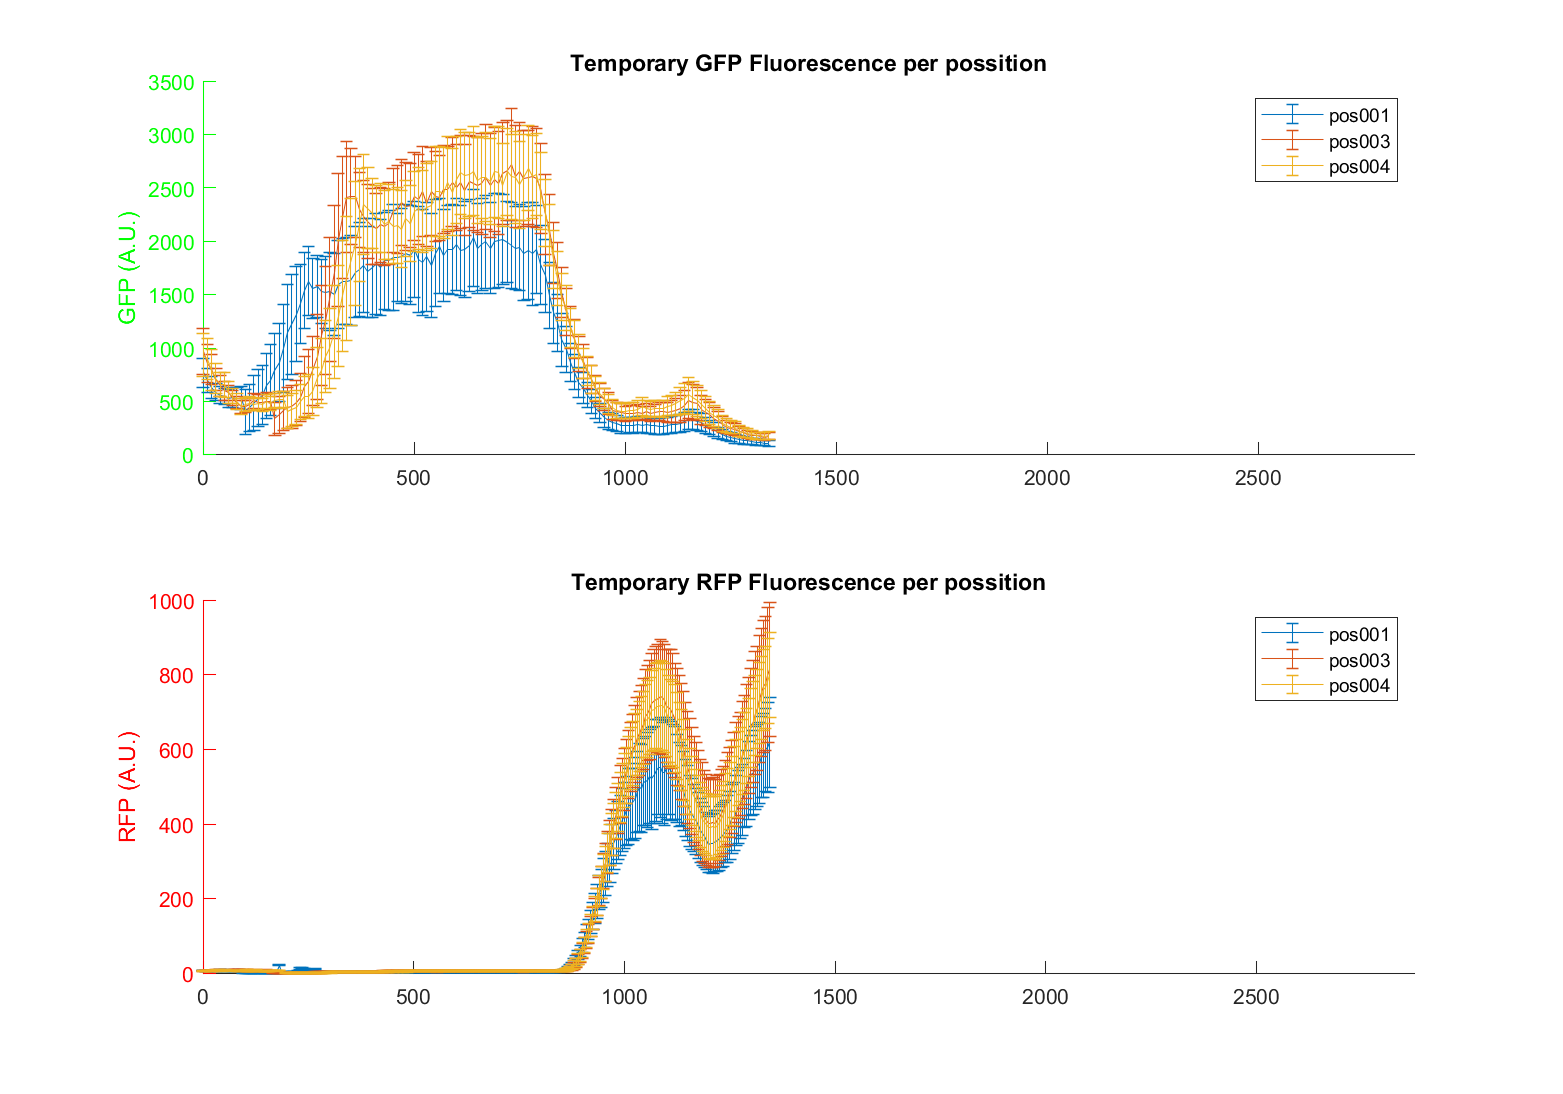 Temporary GFP Fluorescence per possition
3500
3000
2500
2000
1500
1000
500
0
GFP (A.U.)
0 500 1000 1500 2000 2500
pos001
pos003
pos004
Temporary RFP Fluorescence per possition
1000
800
600
400
200
0
RFP (A.U.)
0 500 1000 1500 2000 2500
pos001
pos003
pos004